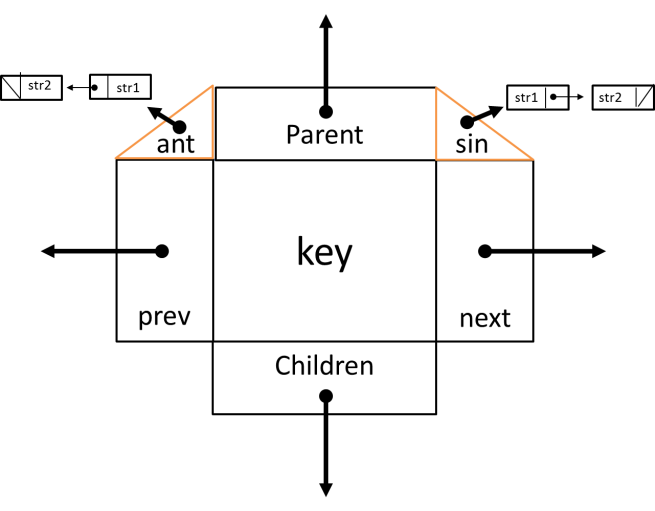 str2
str1
str1
str2
Parent
ant
sin
key
prev
next
Children